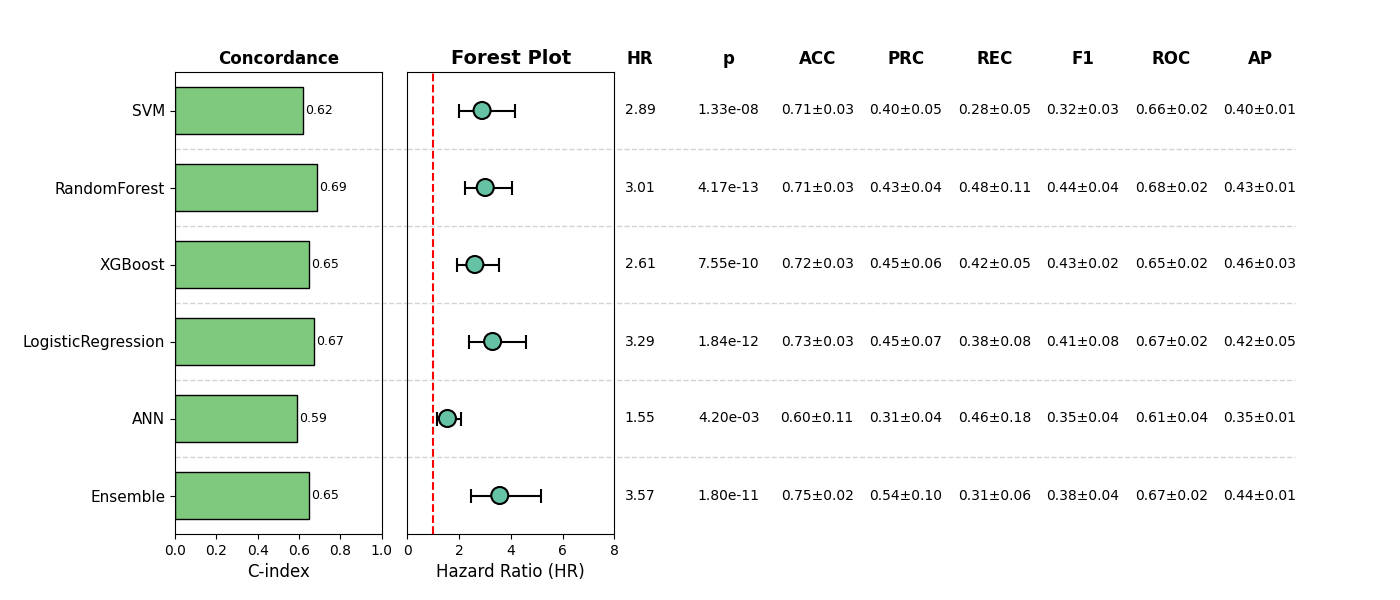 Concordance Forest Plot HR p ACC PRC REC F1 ROC AP
SVM 0.62 2.89 1.33e-08 0.71±0.03 0.40±0.05 0.28±0.05 0.32±0.03 0.66±0.02 0.40±0.01
RandomForest 0.69 3.01 4.17e-13 0.71±0.03 0.43±0.04 0.48±0.11 0.44±0.04 0.68±0.02 0.43±0.01
XGBoost 0.65 2.61 7.55e-10 0.72±0.03 0.45±0.06 0.42±0.05 0.43±0.02 0.65±0.02 0.46±0.03
LogisticRegression 0.67 3.29 1.84e-12 0.73±0.03 0.45±0.07 0.38±0.08 0.41±0.08 0.67±0.02 0.42±0.05
ANN 0.59 1.55 4.20e-03 0.60±0.11 0.31±0.04 0.46±0.18 0.35±0.04 0.61±0.04 0.35±0.01
Ensemble 0.65 3.57 1.80e-11 0.75±0.02 0.54±0.10 0.31±0.06 0.38±0.04 0.67±0.02 0.44±0.01
0.0 0.2 0.4 0.6 0.8 1.0 0 2 4 6 8
C-index Hazard Ratio (HR)